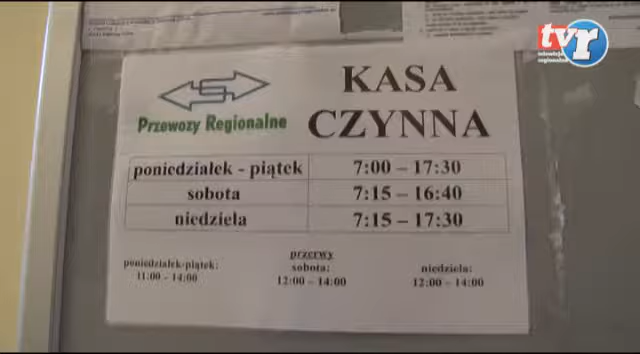 tvr
telewizja
regionalna
KASA
CZYNNA
Przewozy Regionalne
poniedziałek - piątek 7:00 – 17:30
sobota 7:15 – 16:40
niedziela 7:15 – 17:30
przerwy
poniedziałek-piątek: sobota: niedziela:
11:00 – 14:00 12:00 – 14:00 12:00 – 14:00